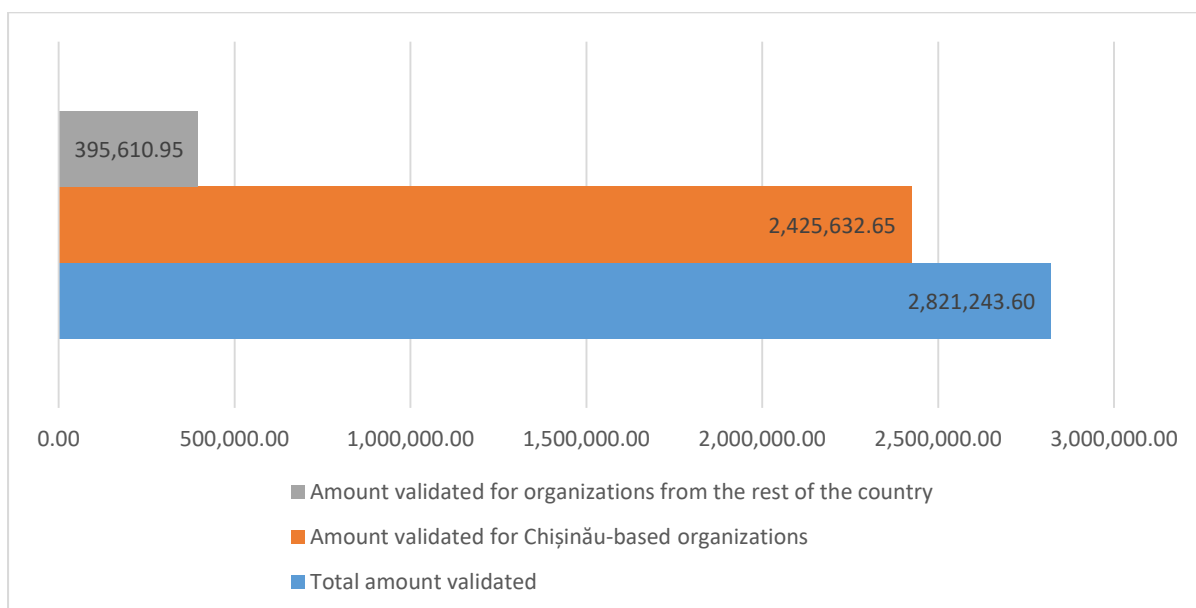 395,610.95
2,425,632.65
2,821,243.60
0.00 500,000.00 1,000,000.00 1,500,000.00 2,000,000.00 2,500,000.00 3,000,000.00
Amount validated for organizations from the rest of the country
Amount validated for Chișinău-based organizations
Total amount validated